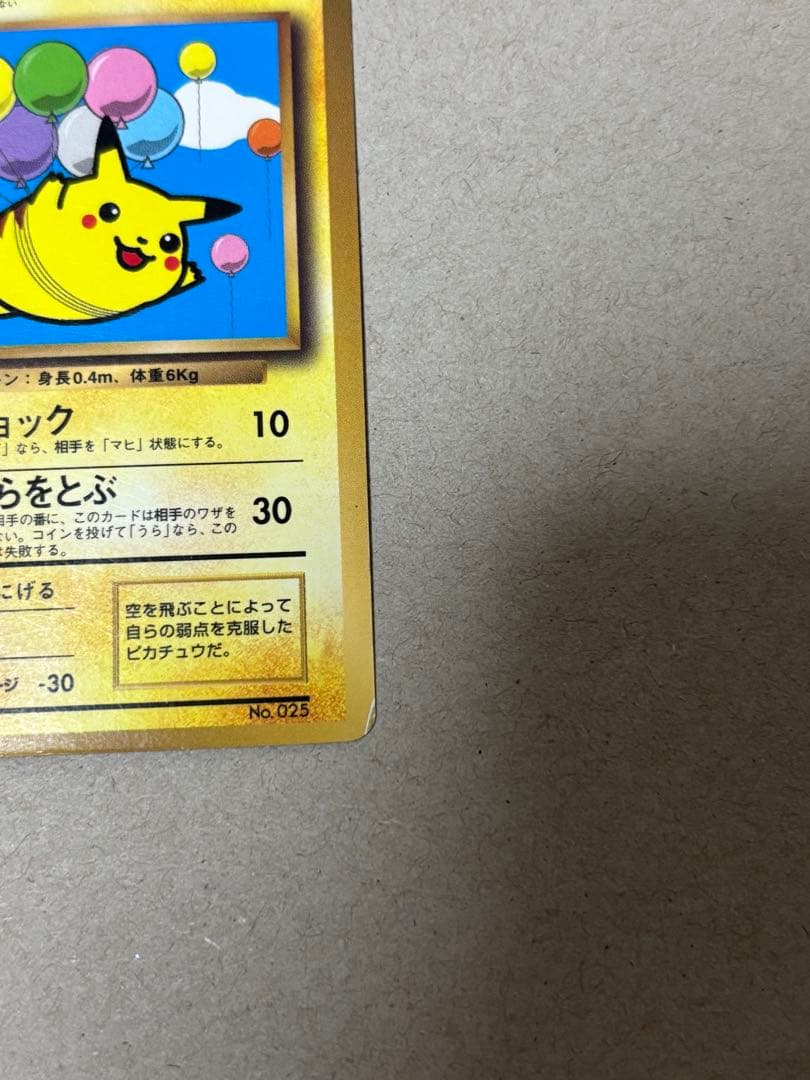 ない
ン：身長0.4m、体重6Kg
ョック 10
」なら、相手を「マヒ」状態にする。
らをとぶ 30
相手の番に、このカードは相手のワザを
ない。コインを投げて「うら」なら、この
失敗する。
にげる
空を飛ぶことによって
自らの弱点を克服した
ピカチュウだ。
ージ -30
No. 025